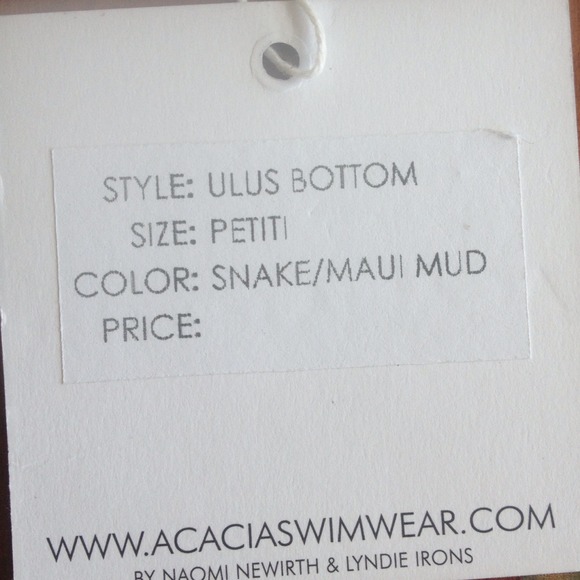 STYLE: ULUS BOTTOM
SIZE: PETITI
COLOR: SNAKE/MAUI MUD
PRICE:
WWW.ACACIASWIMWEAR.COM
BY NAOMI NEWIRTH & LYNDIE IRONS